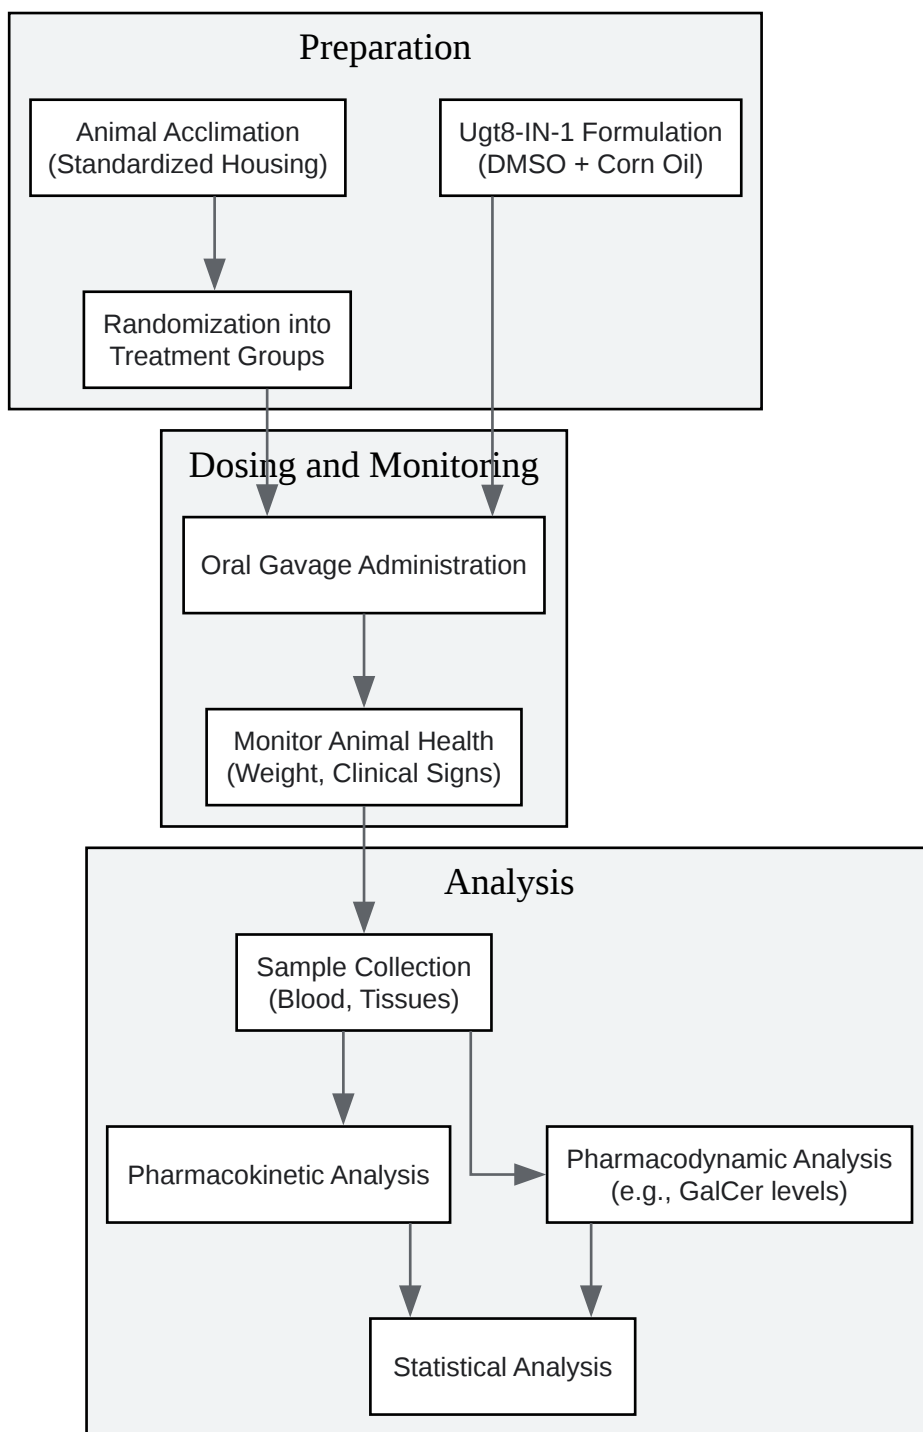 Preparation
Animal Acclimation
(Standardized Housing)
Ugt8-IN-1 Formulation
(DMSO + Corn Oil)
Randomization into
Treatment Groups
Dosing and Monitoring
Oral Gavage Administration
Monitor Animal Health
(Weight, Clinical Signs)
Analysis
Sample Collection
(Blood, Tissues)
Pharmacokinetic Analysis
Pharmacodynamic Analysis
(e.g., GalCer levels)
Statistical Analysis